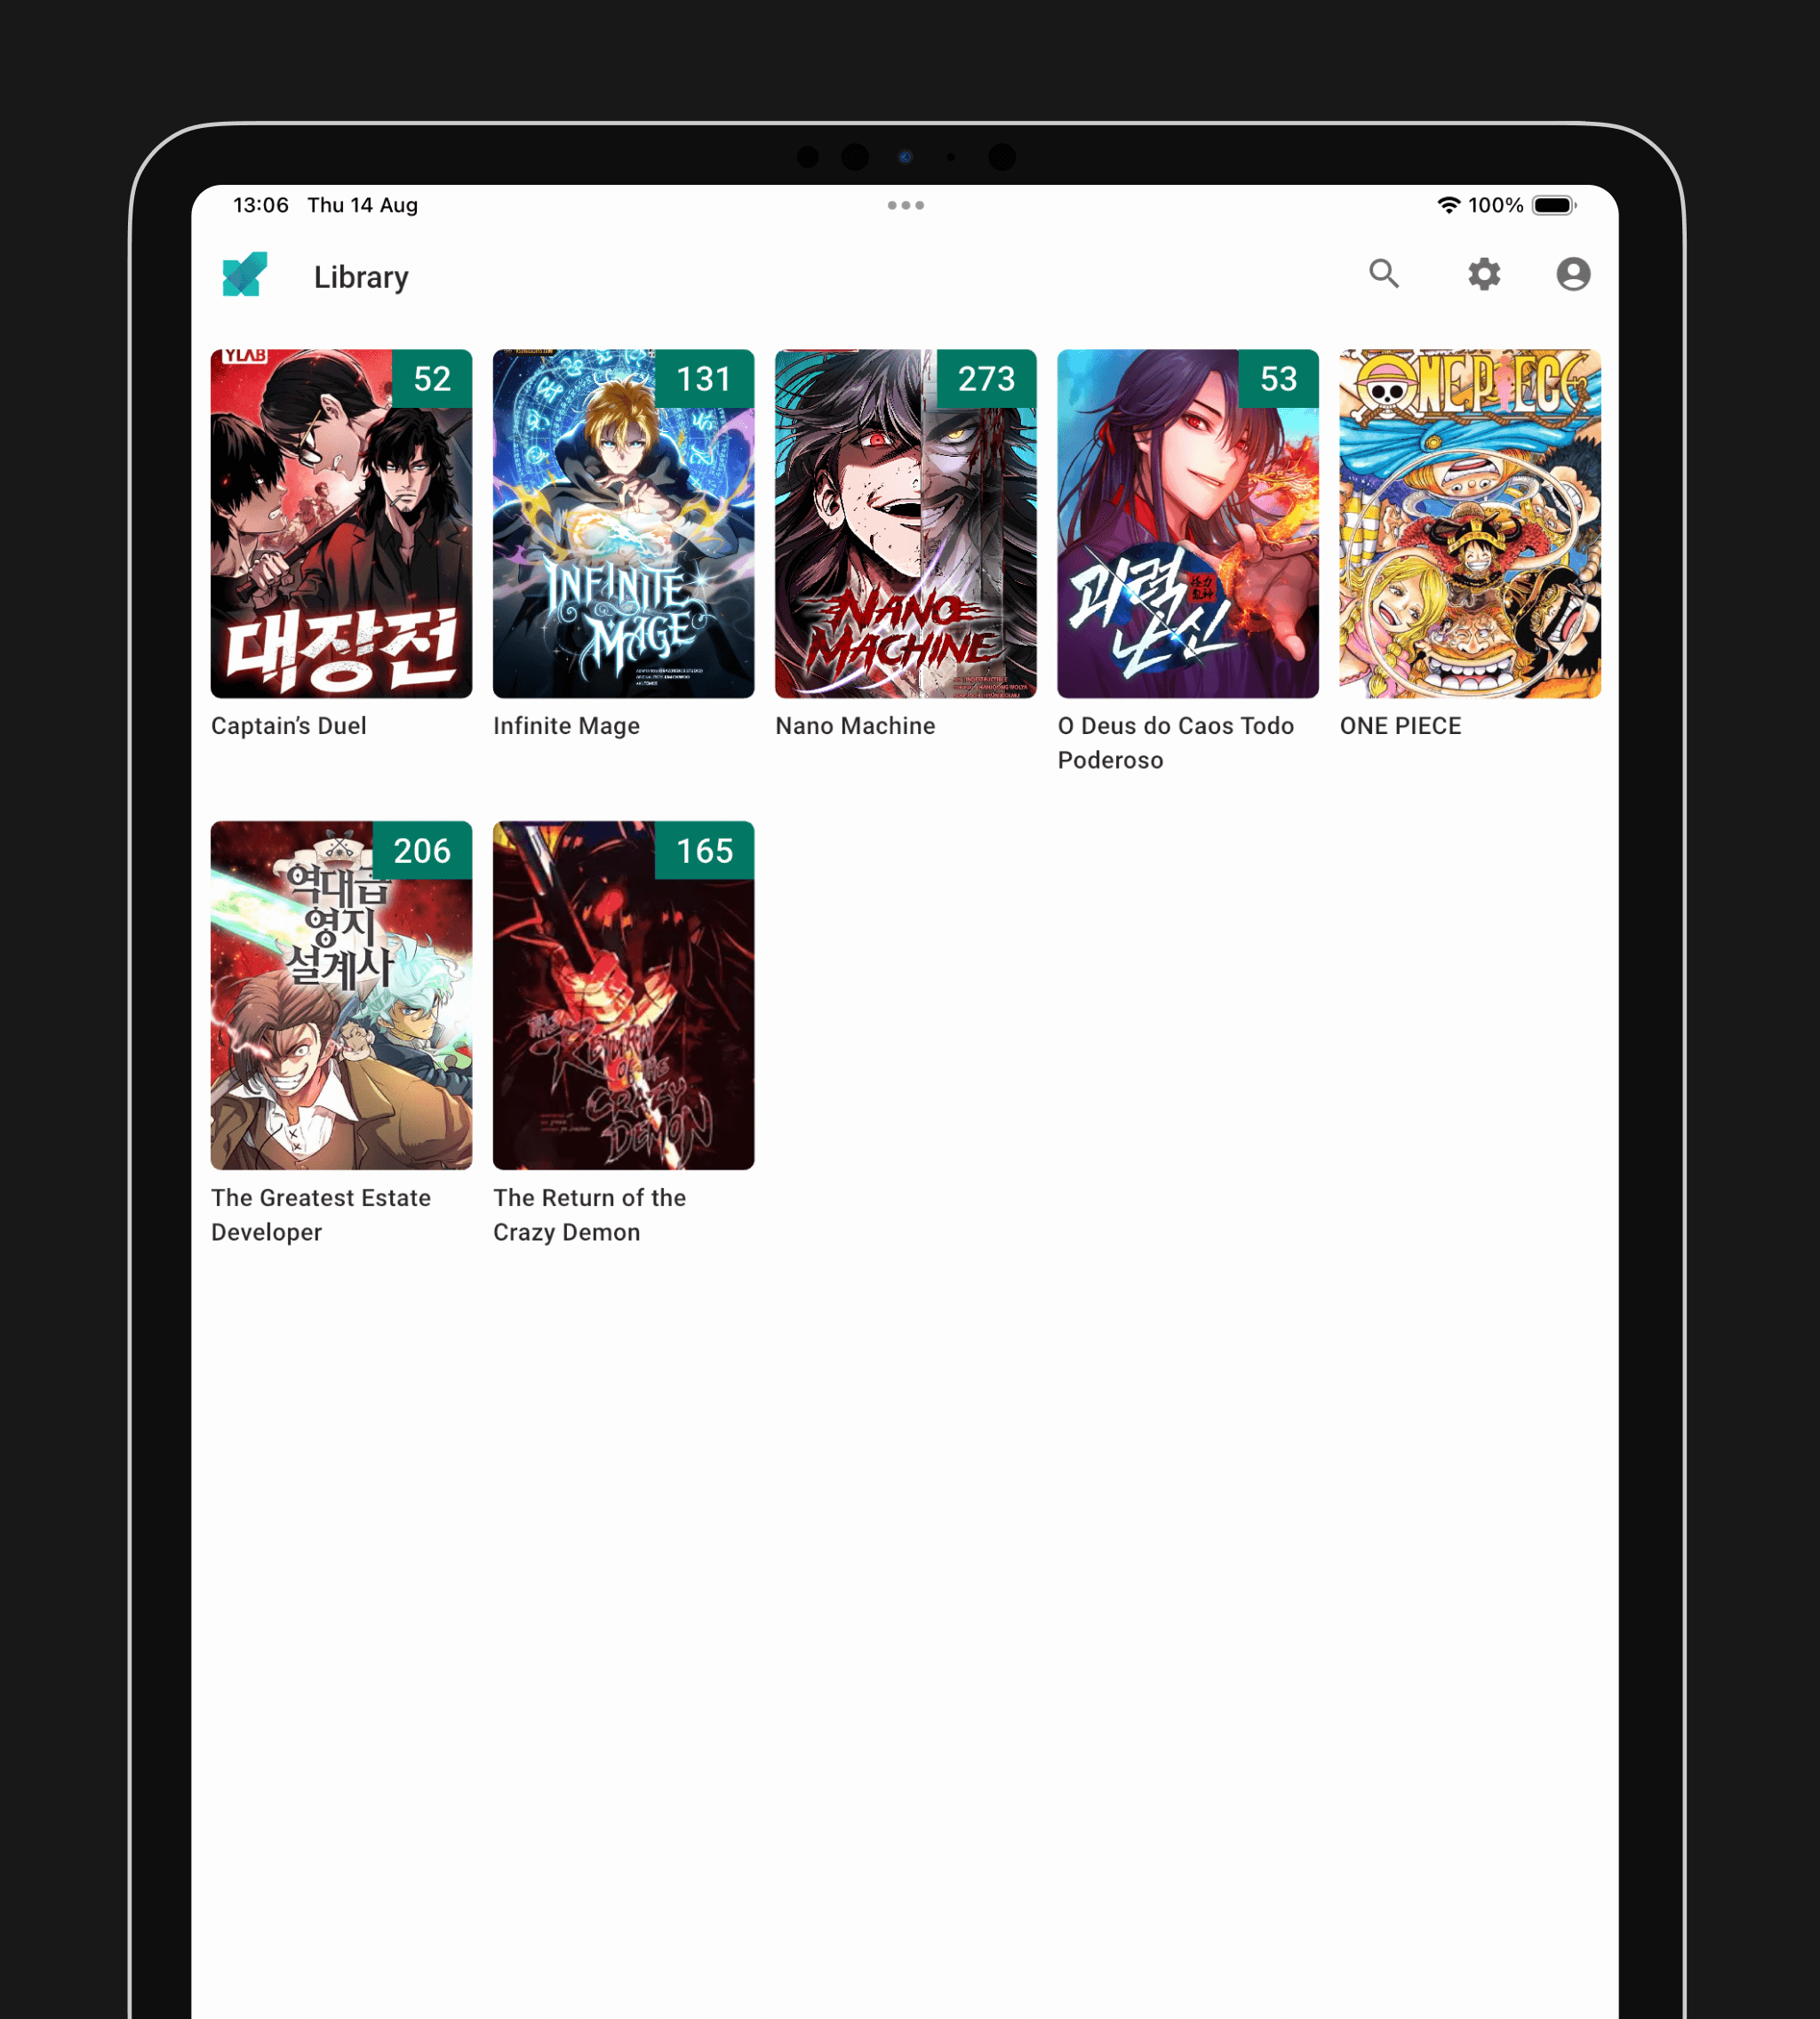 13:06 Thu 14 Aug
100%
Library
YLAB
52
대장전
Captain’s Duel
131
INFINITE
MAGE
Infinite Mage
273
NANO
MACHINE
Nano Machine
53
괴력
난신
O Deus do Caos Todo
Poderoso
ONE PIECE
ONE PIECE
206
역대급
영지
설계사
The Greatest Estate
Developer
165
THE
RETURN
OF THE
CRAZY
DEMON
The Return of the
Crazy Demon